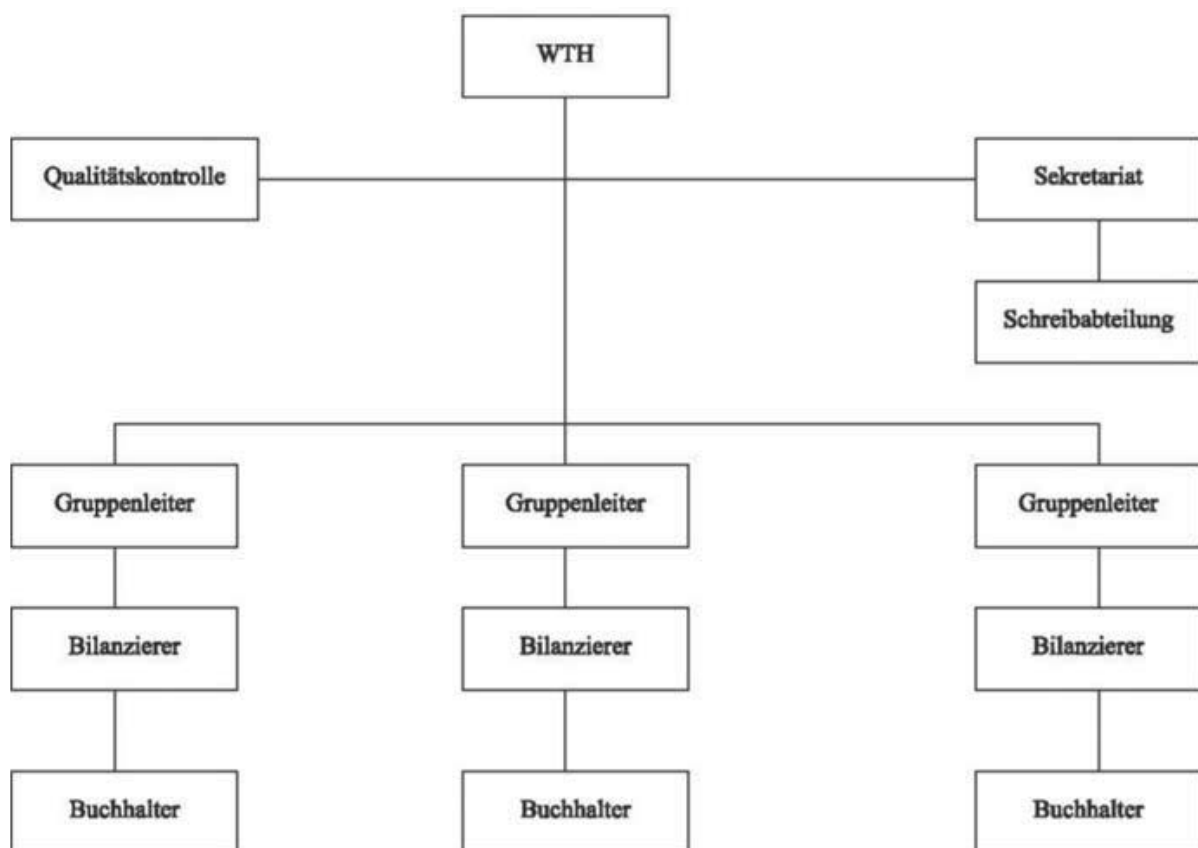 WTH
Qualitätskontrolle
Sekretariat
Schreibabteilung
Gruppenleiter
Gruppenleiter
Gruppenleiter
Bilanzierer
Bilanzierer
Bilanzierer
Buchhalter
Buchhalter
Buchhalter